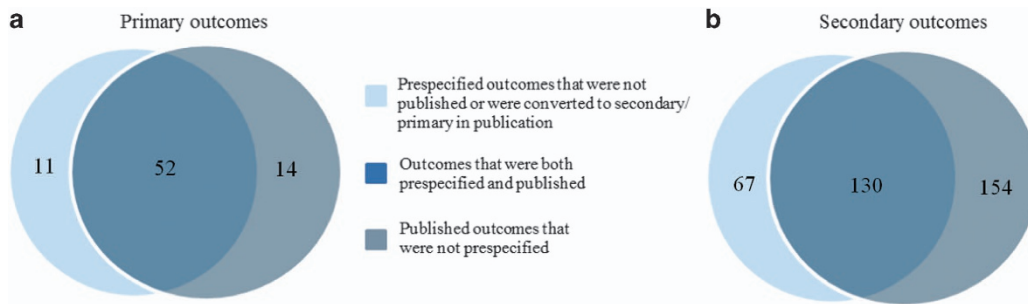 a
Primary outcomes
11
52
14
Prespecified outcomes that were not
published or were converted to secondary/
primary in publication
Outcomes that were both
prespecified and published
Published outcomes that
were not prespecified
b
Secondary outcomes
67
130
154